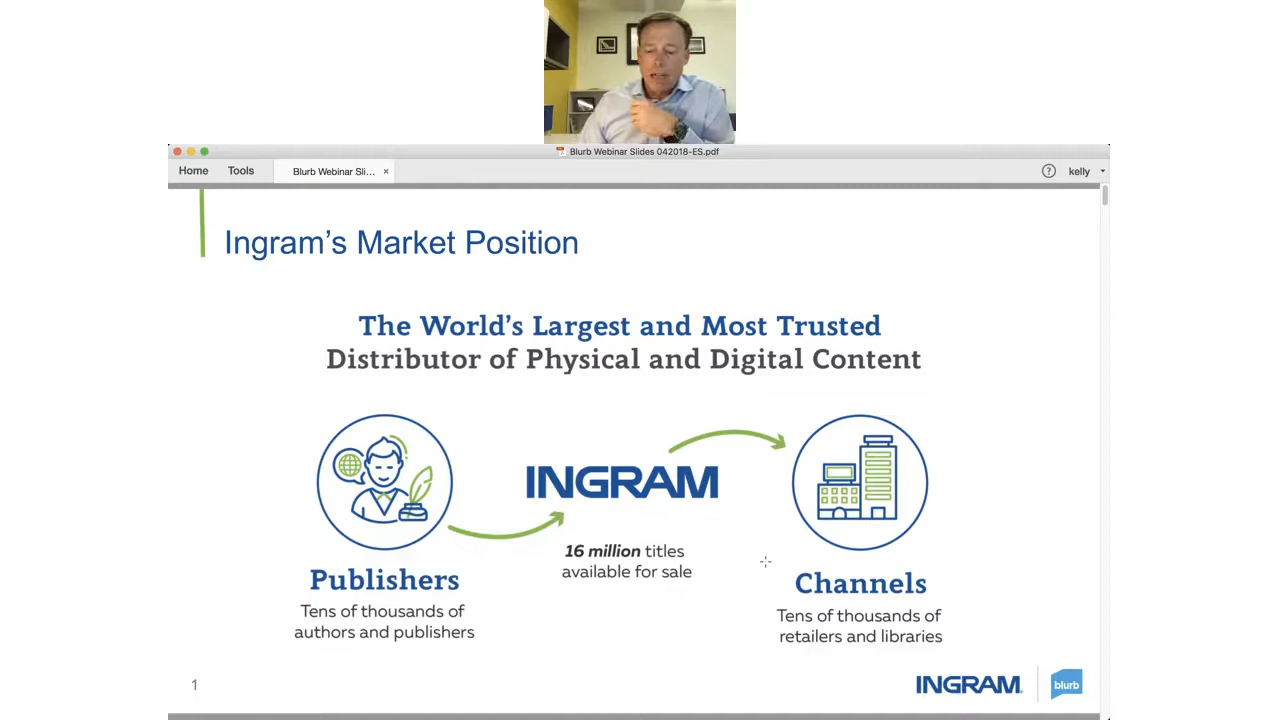 Blurb Webinar Slides 042018-ES.pdf
Home
Tools
Blurb Webinar Sli...
×
? kelly
Ingram's Market Position
The World's Largest and Most Trusted
Distributor of Physical and Digital Content
INGRAM
16 million titles
available for sale
Publishers
Tens of thousands of
authors and publishers
Channels
Tens of thousands of
retailers and libraries
1
INGRAM
blurb